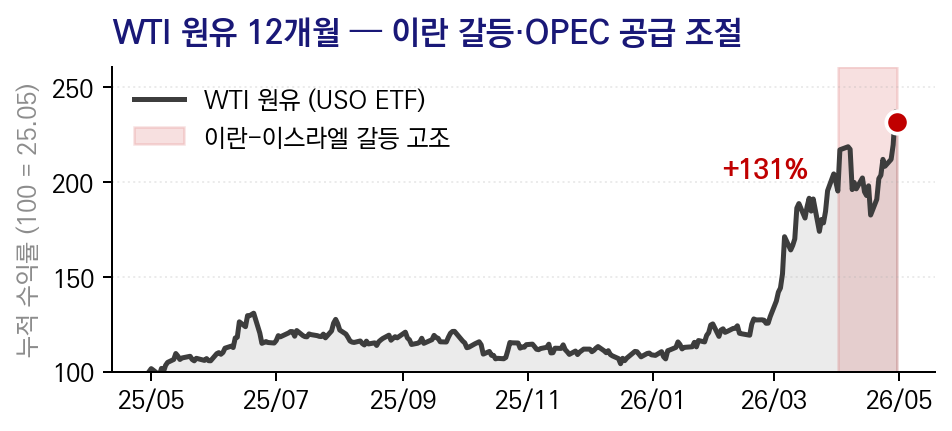 WTI 원유 12개월 — 이란 갈등·OPEC 공급 조절
누적 수익률 (100 = 25.05)
250
200
150
100
WTI 원유 (USO ETF)
이란-이스라엘 갈등 고조
+131%
25/05 25/07 25/09 25/11 26/01 26/03 26/05